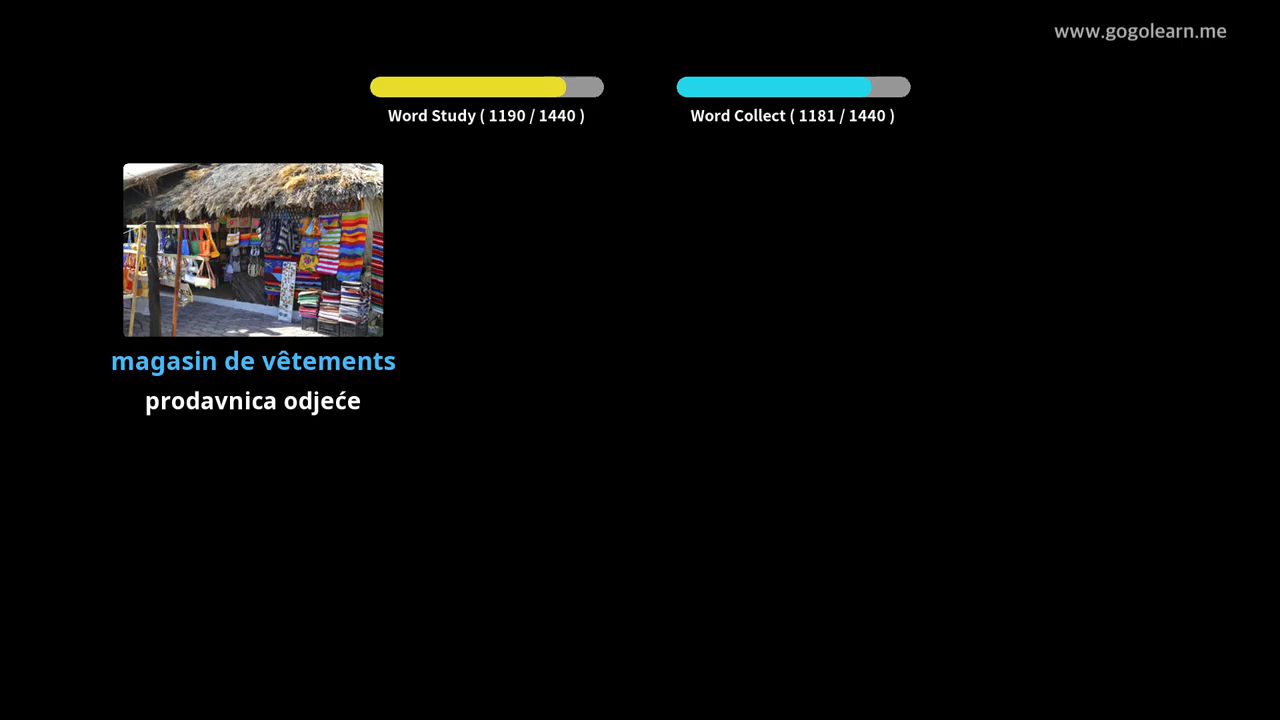 www.gogolearn.me
Word Study ( 1190 / 1440 )
Word Collect ( 1181 / 1440 )
magasin de vêtements
prodavnica odjeće